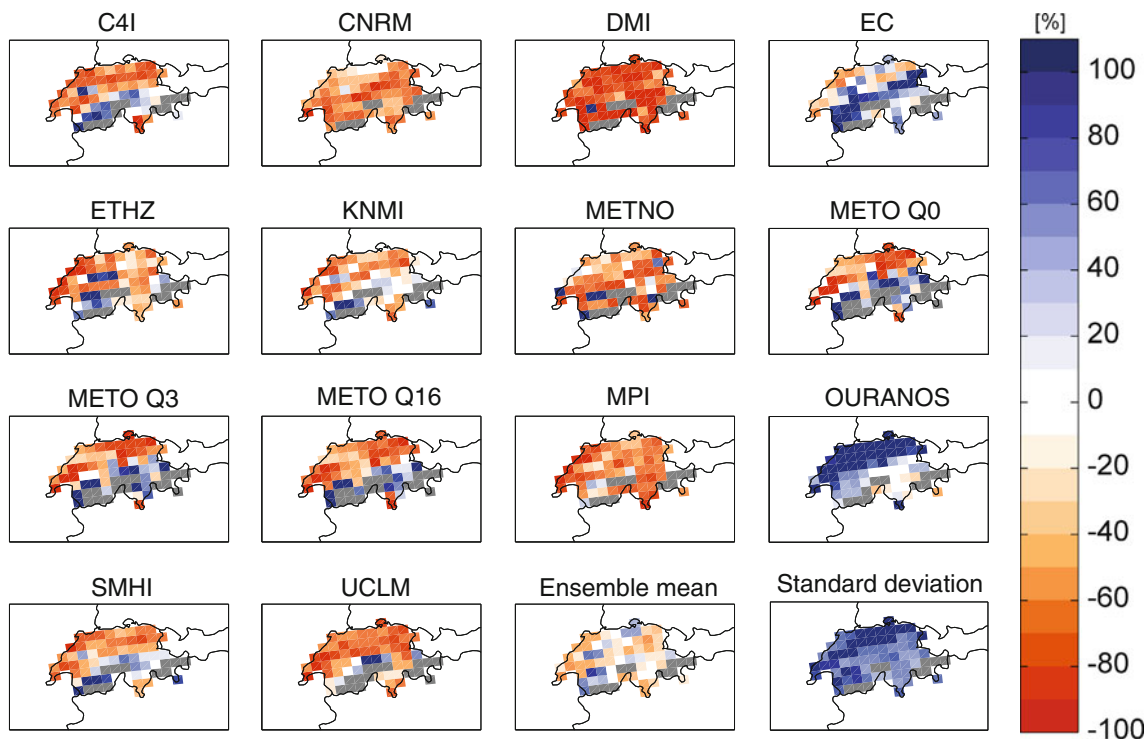 C4I
CNRM
DMI
EC
[%]
ETHZ
KNMI
METNO
METO Q0
METO Q3
METO Q16
MPI
OURANOS
SMHI
UCLM
Ensemble mean
Standard deviation
100
80
60
40
20
0
-20
-40
-60
-80
-100